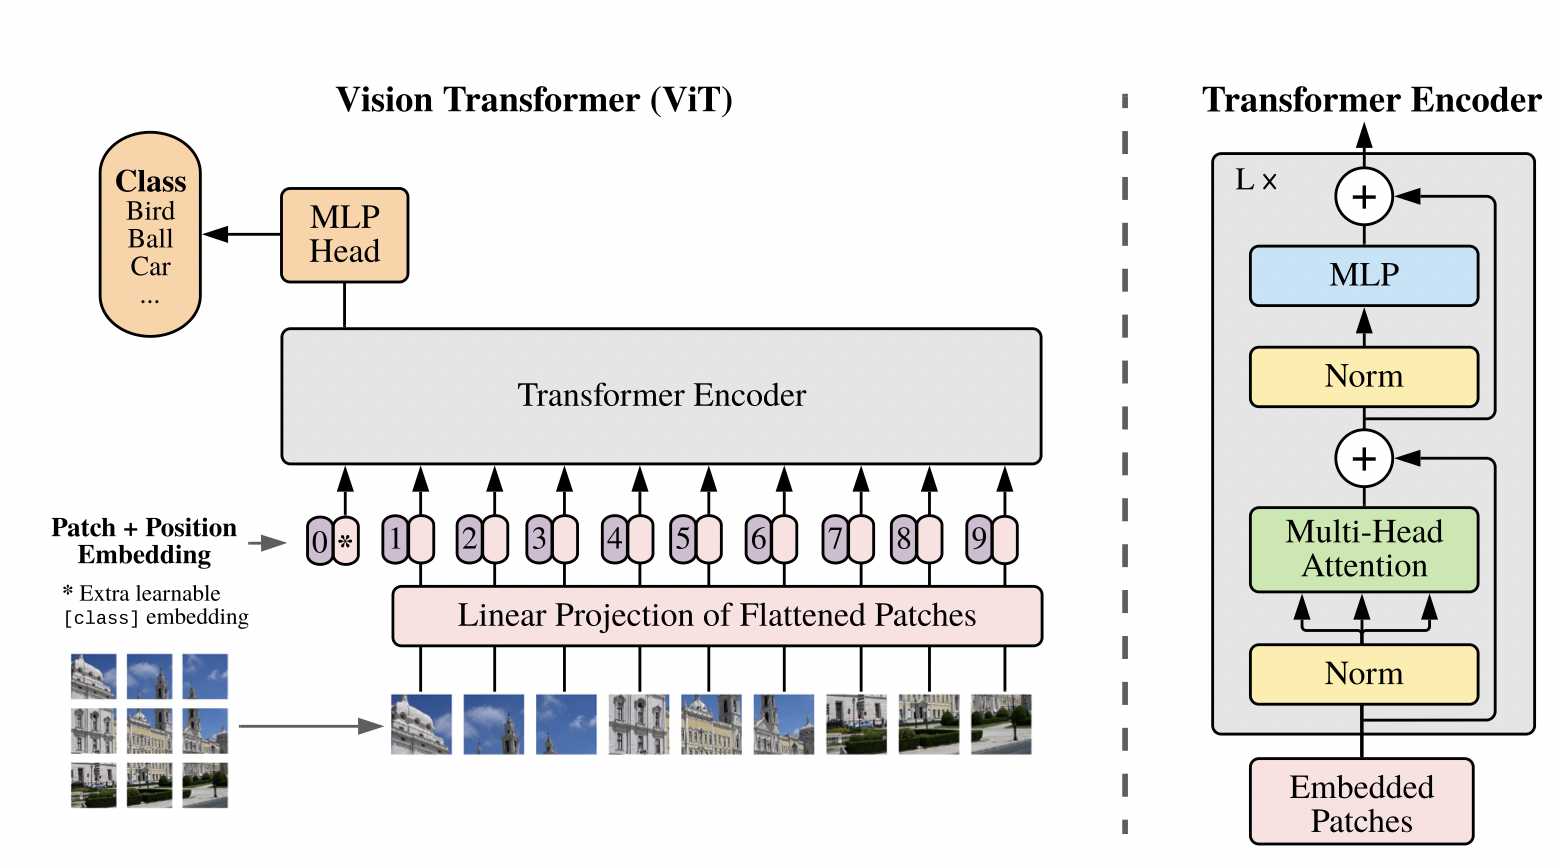 Vision Transformer (ViT)
Class
Bird
Ball
Car
...
MLP
Head
Transformer Encoder
Patch + Position
Embedding
0 * 1 2 3 4 5 6 7 8 9
* Extra learnable
[class] embedding
Linear Projection of Flattened Patches
Transformer Encoder
L ×
+
MLP
Norm
+
Multi-Head
Attention
Norm
Embedded
Patches